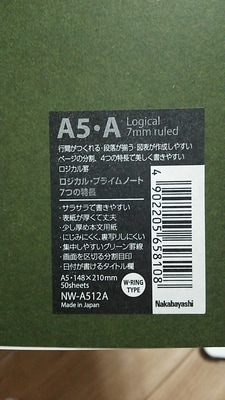 A5・A Logical
7mm ruled
行間がつくれる・段落が揃う・図表が作成しやすい
ページの分割、4つの特長で美しく書きやすい
ロジカル罫
ロジカル・プライムノート
7つの特長
・サラサラで書きやすい
・表紙が厚くて丈夫
・少し厚め本文用紙
・にじみにくく、裏写りしにくい
・集中しやすいグリーン罫線
・画面を区切る分割目印
・日付が書けるタイトル欄
A5・148×210mm
50sheets
NW-A512A
Made in Japan
W・RING
TYPE
4902205658108
Nakabayashi